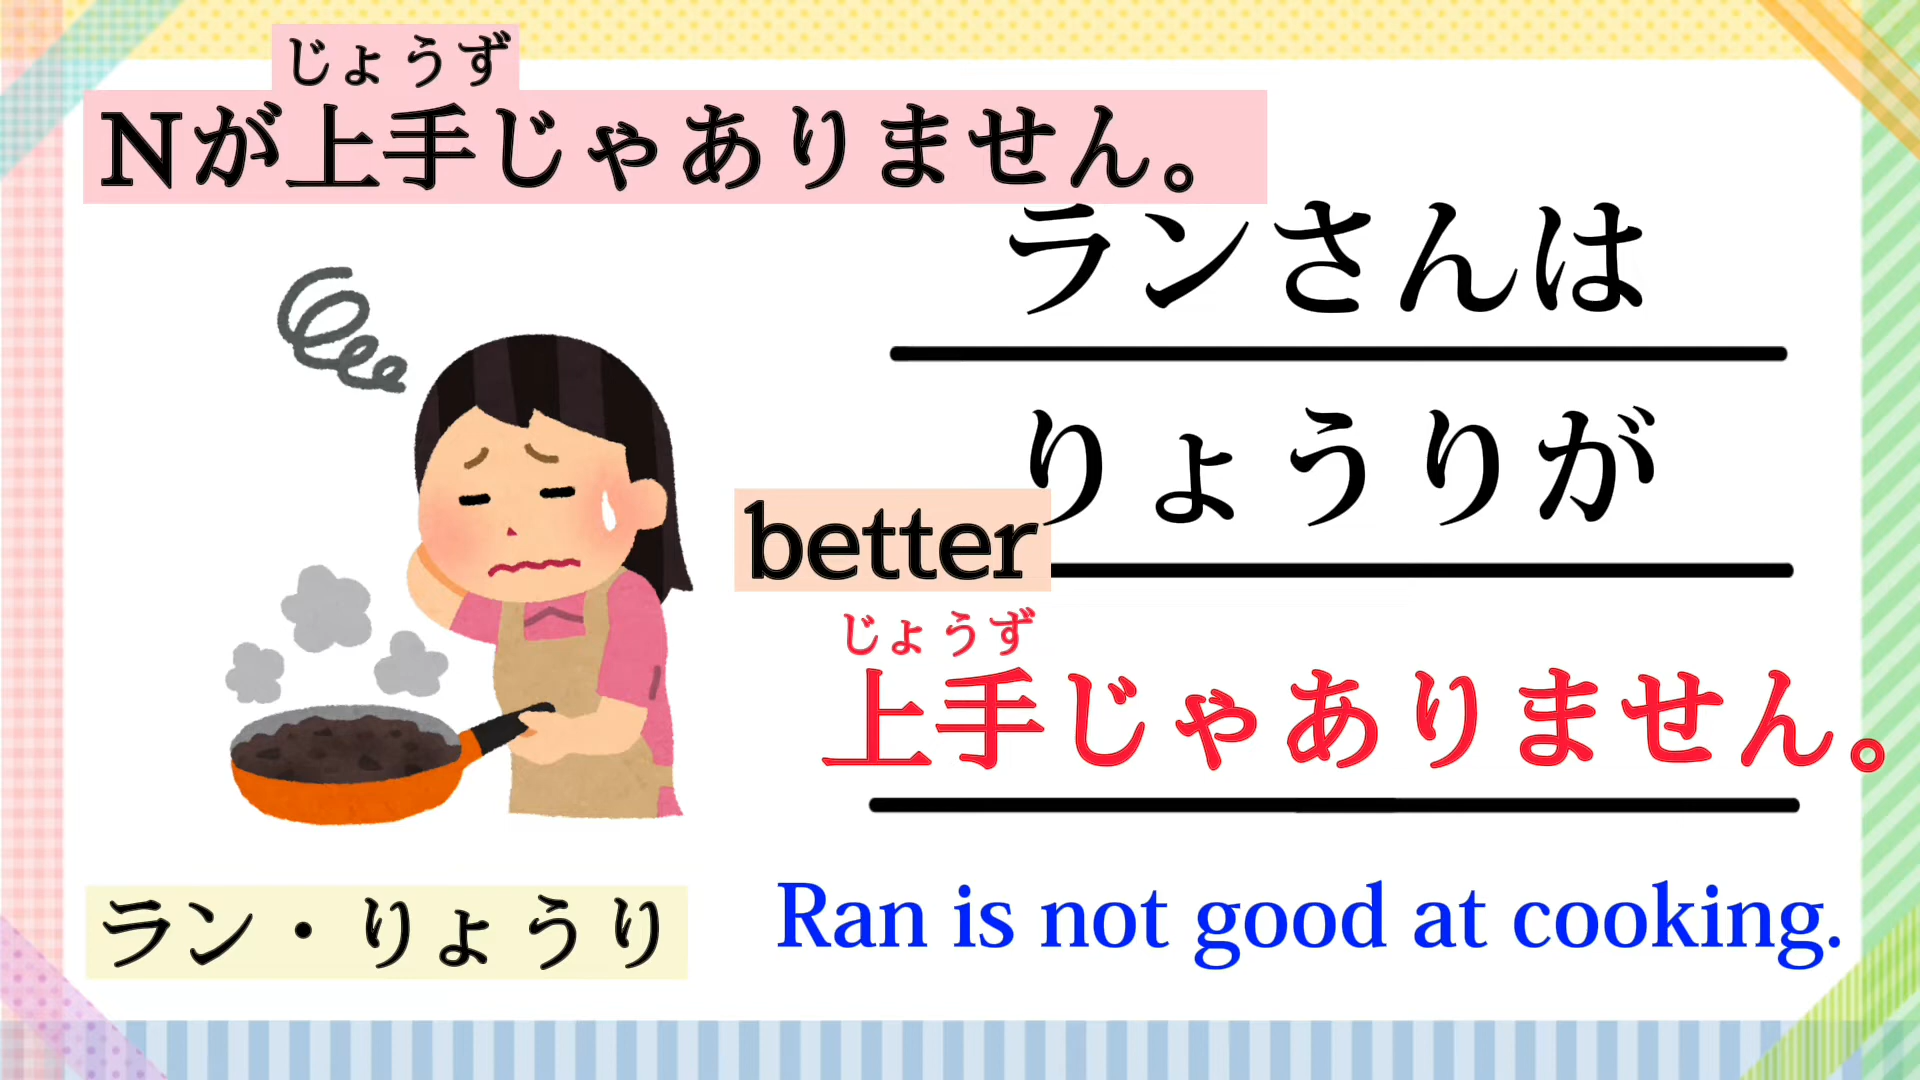 じょうず
Nが上手じゃありません。
ランさんは
りょうりが
better
じょうず
上手じゃありません。
ラン・りょうり
Ran is not good at cooking.